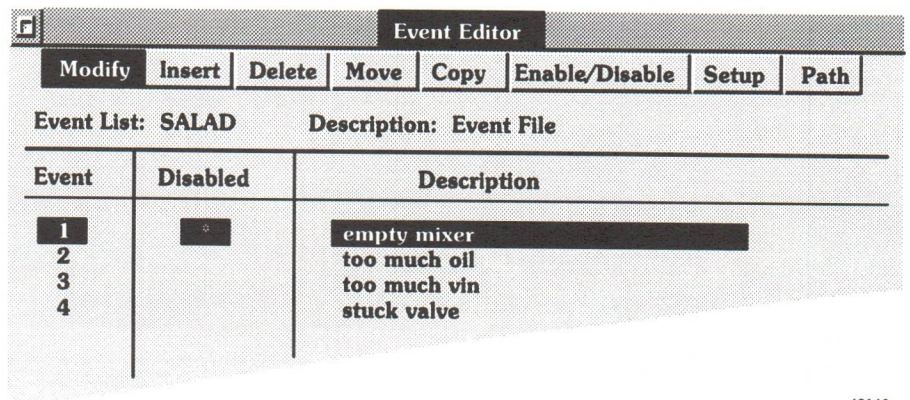 Event Editor
Modify Insert Delete Move Copy Enable/Disable Setup Path
Event List: SALAD Description: Event File
Event Disabled Description
1 * empty mixer
2 too much oil
3 too much vin
4 stuck valve